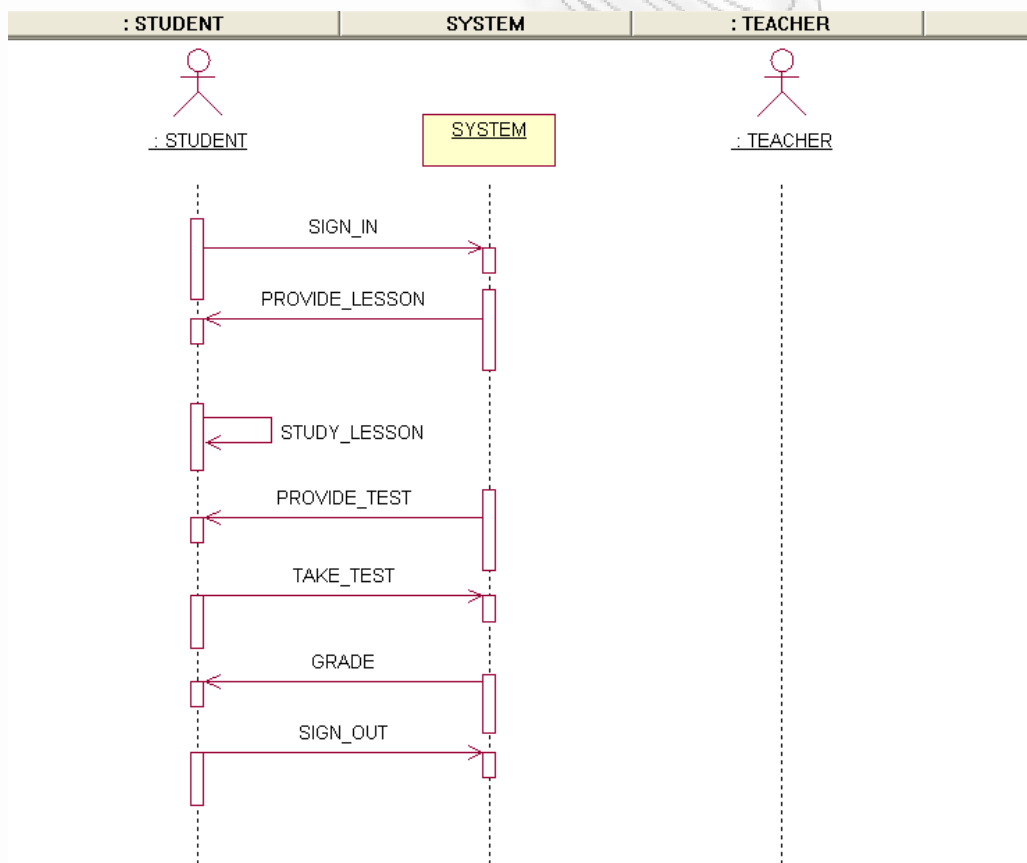 : STUDENT
SYSTEM
: TEACHER
: STUDENT
SYSTEM
: TEACHER
SIGN_IN
PROVIDE_LESSON
STUDY_LESSON
PROVIDE_TEST
TAKE_TEST
GRADE
SIGN_OUT